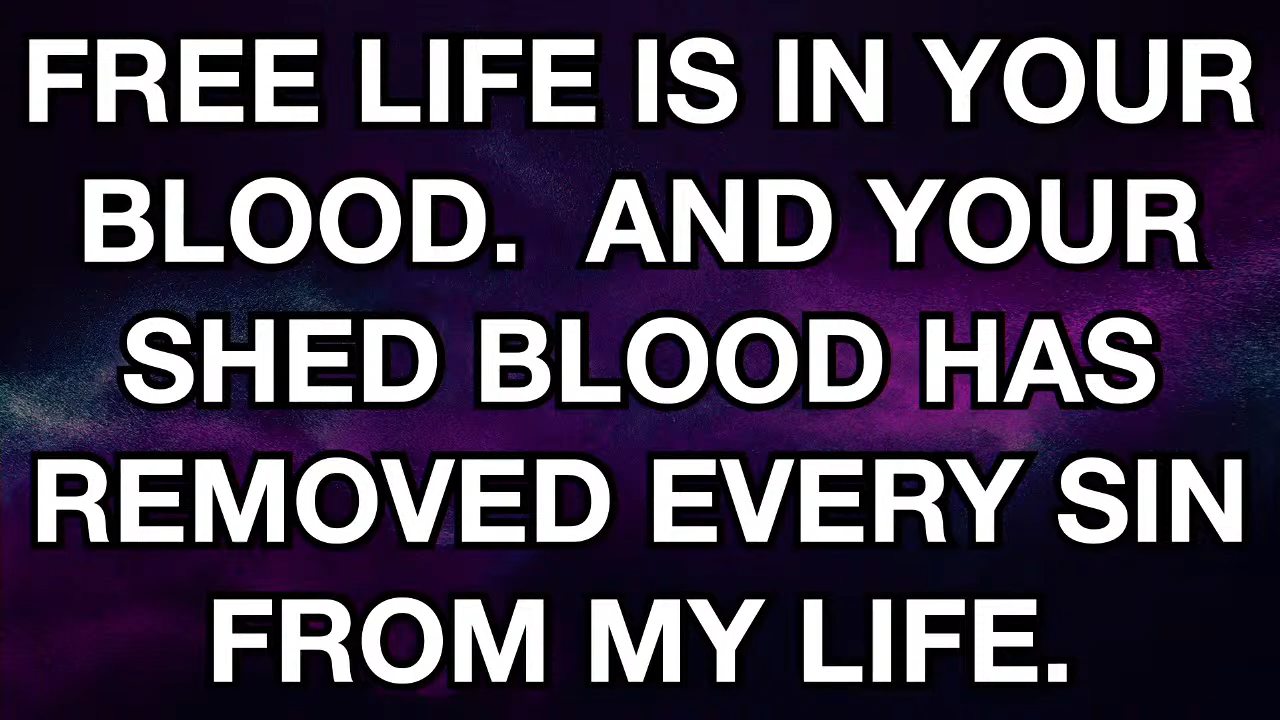 FREE LIFE IS IN YOUR
BLOOD.  AND YOUR
SHED BLOOD HAS
REMOVED EVERY SIN
FROM MY LIFE.